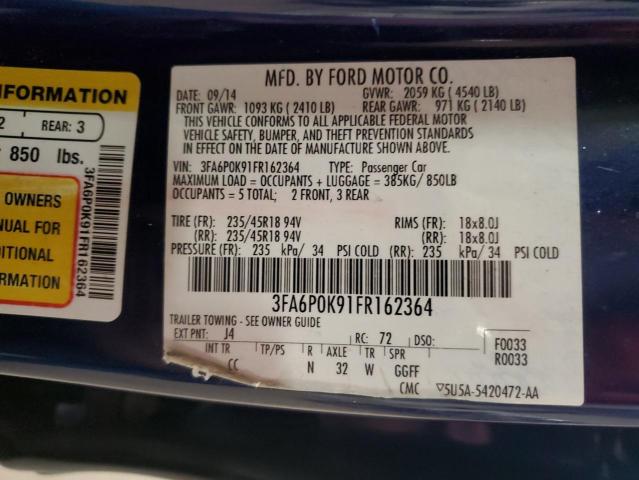 INFORMATION
2 REAR: 3
850 lbs.
OWNERS
MANUAL FOR
ADDITIONAL
INFORMATION
3FA6P0K91FR162364
MFD. BY FORD MOTOR CO.
DATE: 09/14 GVWR: 2059 KG ( 4540 LB)
FRONT GAWR: 1093 KG ( 2410 LB) REAR GAWR: 971 KG ( 2140 LB)
THIS VEHICLE CONFORMS TO ALL APPLICABLE FEDERAL MOTOR
VEHICLE SAFETY, BUMPER, AND THEFT PREVENTION STANDARDS
IN EFFECT ON THE DATE OF MANUFACTURE SHOWN ABOVE.
VIN: 3FA6P0K91FR162364 TYPE: Passenger Car
MAXIMUM LOAD = OCCUPANTS + LUGGAGE = 385KG/ 850LB
OCCUPANTS = 5 TOTAL; 2 FRONT, 3 REAR
TIRE (FR): 235/45R18 94V RIMS (FR): 18x8.0J
(RR): 235/45R18 94V (RR): 18x8.0J
PRESSURE (FR): 235 kPa/ 34 PSI COLD (RR): 235 kPa/ 34 PSI COLD
3FA6P0K91FR162364
TRAILER TOWING - SEE OWNER GUIDE
EXT PNT: J4 RC: 72 DSO: F0033
R0033
INT TR TP/PS R AXLE TR SPR
CC N 32 W GGFF
CMC ▽5U5A-5420472-AA